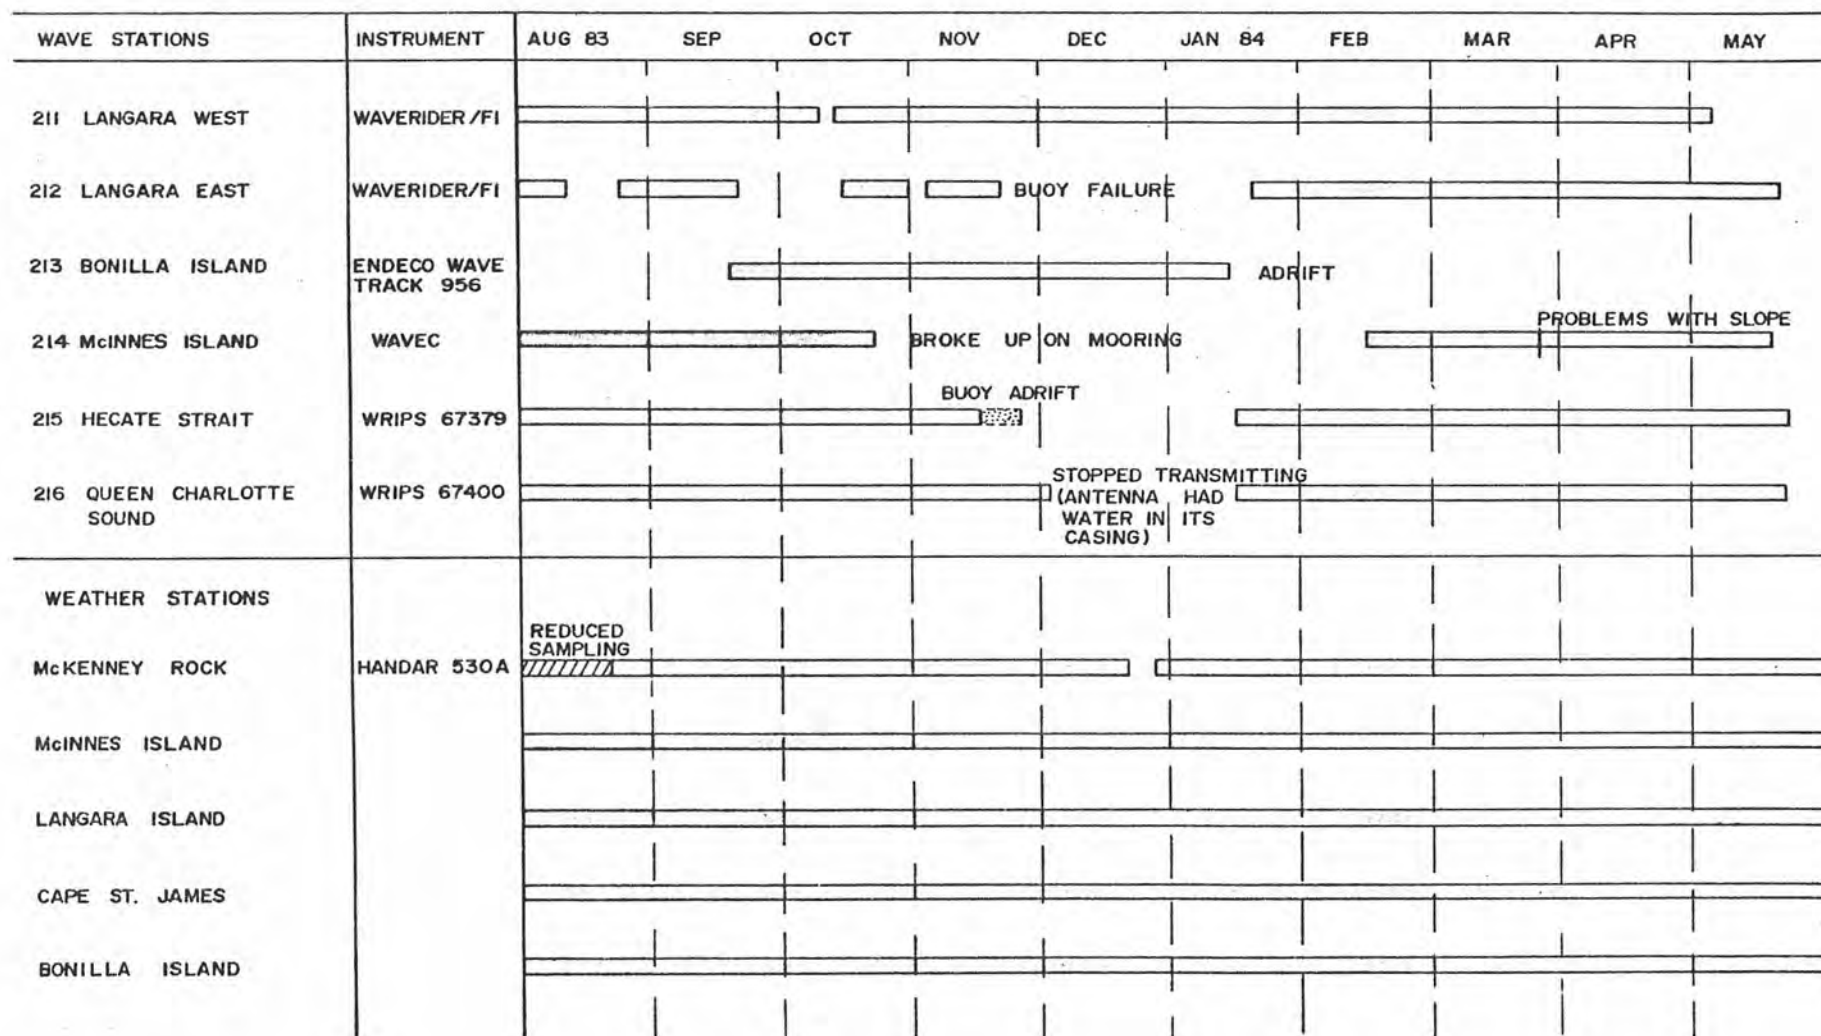 WAVE STATIONS INSTRUMENT AUG 83 SEP OCT NOV DEC JAN 84 FEB MAR APR MAY
211 LANGARA WEST WAVERIDER/FI
212 LANGARA EAST WAVERIDER/FI BUOY FAILURE
213 BONILLA ISLAND ENDECO WAVE ADRIFT
TRACK 956
PROBLEMS WITH SLOPE
214 McINNES ISLAND WAVEC BROKE UP ON MOORING
BUOY ADRIFT
215 HECATE STRAIT WRIPS 67379
STOPPED TRANSMITTING
216 QUEEN CHARLOTTE WRIPS 67400 (ANTENNA HAD
SOUND WATER IN ITS
CASING)
WEATHER STATIONS
REDUCED
SAMPLING
McKENNEY ROCK HANDAR 530A
McINNES ISLAND
LANGARA ISLAND
CAPE ST. JAMES
BONILLA ISLAND